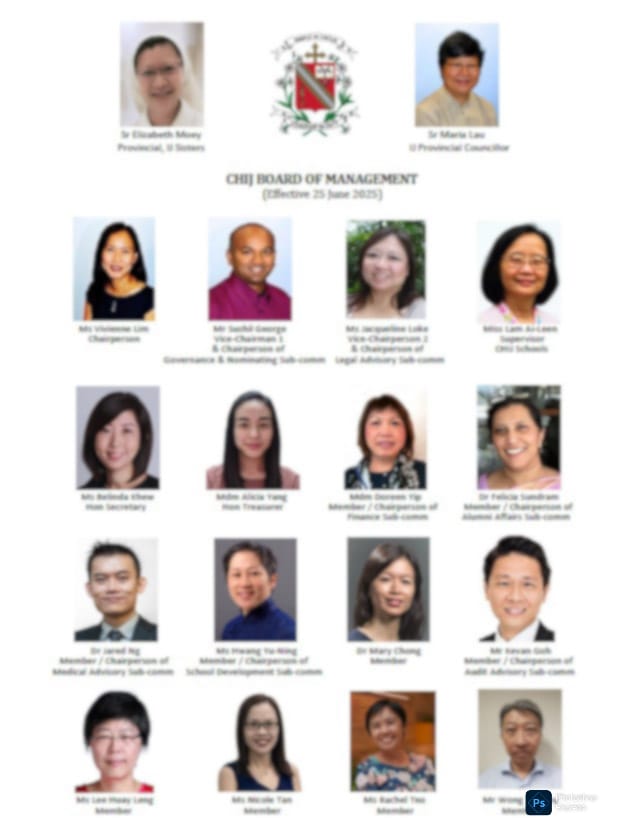 Sr Elizabeth Moey
Provincial, IJ Sisters
Sr Maria Lau
IJ Provincial Councillor
CHIJ BOARD OF MANAGEMENT
(Effective 25 June 2025)
Ms Vivienne Lim
Chairperson
Mr Sushil George
Vice-Chairman 1
& Chairperson of
Governance & Nominating Sub-comm
Ms Jacqueline Loke
Vice-Chairperson 2
& Chairperson of
Legal Advisory Sub-comm
Miss Lam Ai-Leen
Supervisor
CHIJ Schools
Ms Belinda Khew
Hon Secretary
Mdm Alicia Yang
Hon Treasurer
Mdm Doreen Yip
Member / Chairperson of
Finance Sub-comm
Dr Felicia Sundram
Member / Chairperson of
Alumni Affairs Sub-comm
Dr Jared Ng
Member / Chairperson of
Medical Advisory Sub-comm
Ms Hwang Yu-Ning
Member / Chairperson of
School Development Sub-comm
Dr Mary Chong
Member
Mr Kevan Goh
Member / Chairperson of
Audit Advisory Sub-comm
Ms Lee Huay Leng
Member
Ms Nicole Tan
Member
Ms Rachel Teo
Member
Mr Wong
Ps